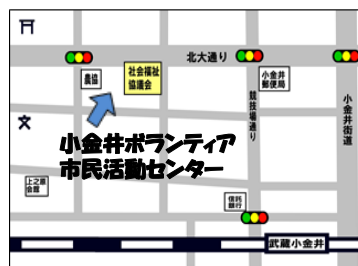 北大通り
社会福祉
協議会
農協
小金井
郵便局
小金井ボランティア
市民活動センター
競技場通り
小金井街道
上之原
会館
信託
銀行
武蔵小金井